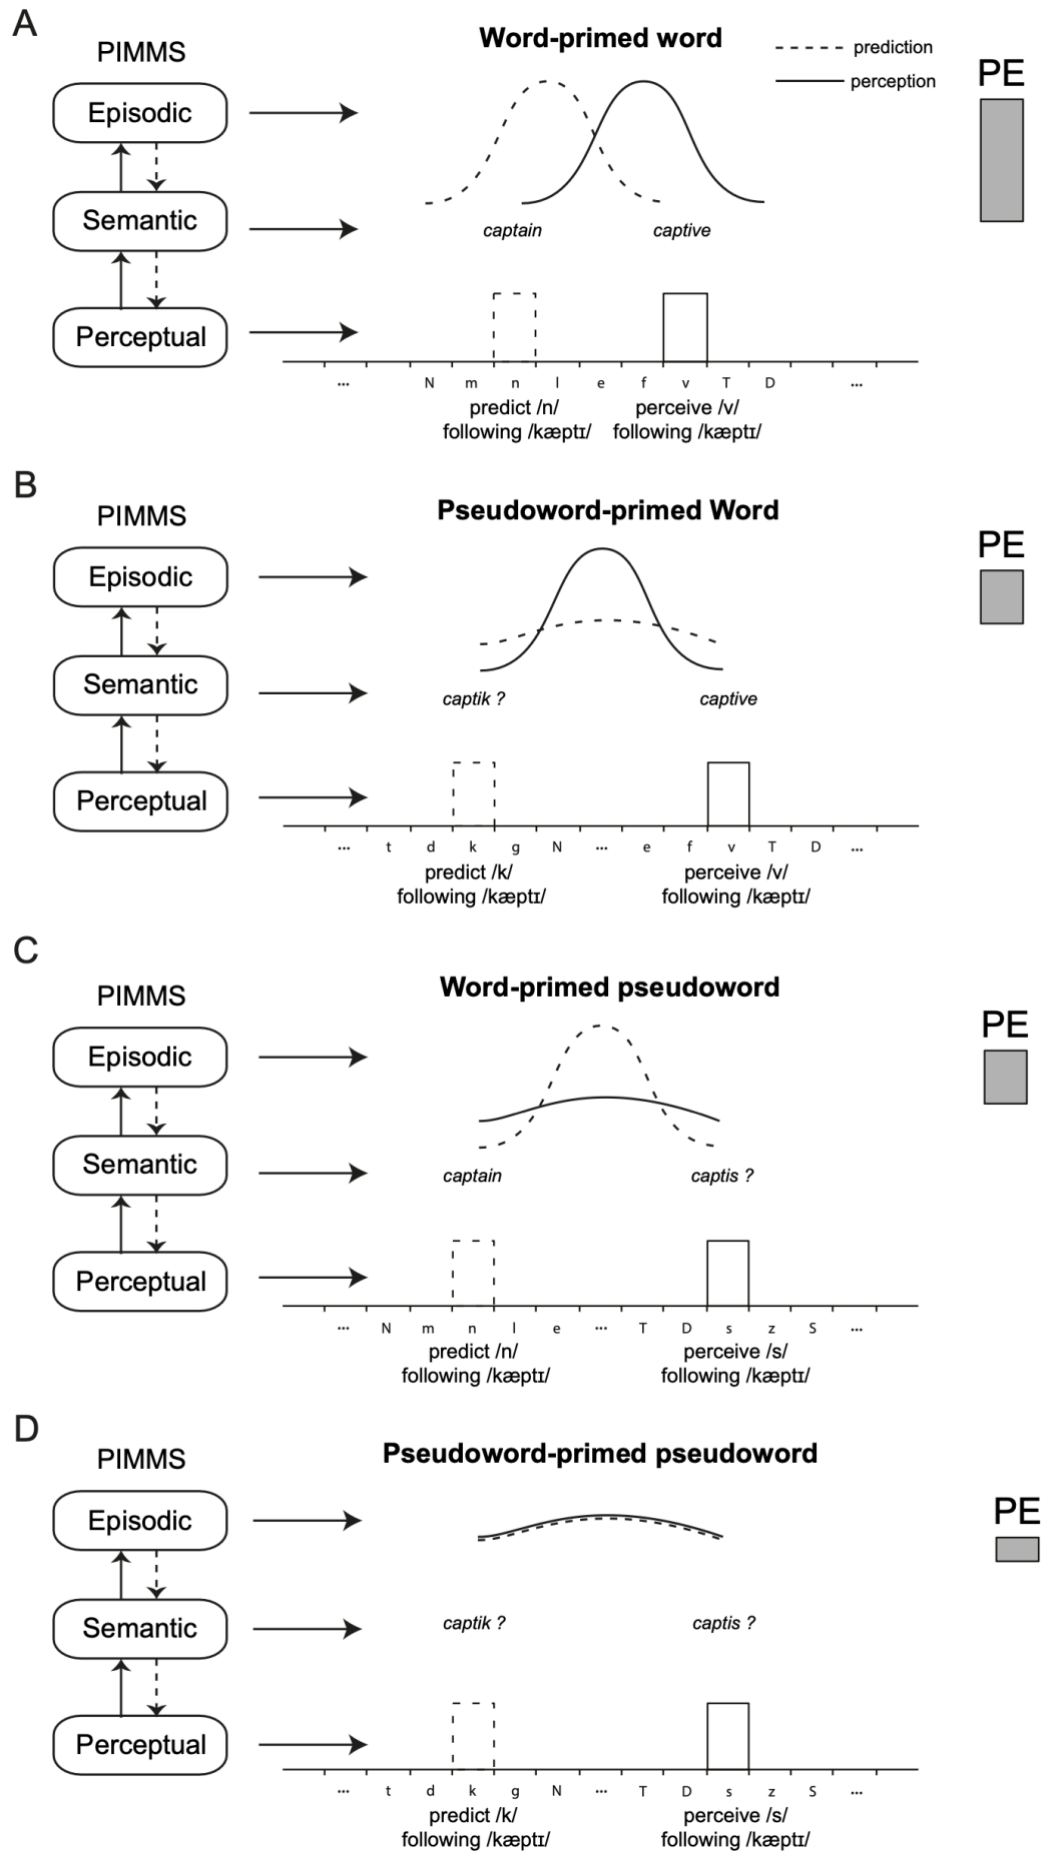 A
PIMMS
Word-primed word
prediction
perception
PE
Episodic
Semantic
captain captive
Perceptual
... N m n l e f v T D ...
predict /n/ perceive /v/
following /kæptɪ/ following /kæptɪ/
B
PIMMS
Pseudoword-primed Word
PE
Episodic
Semantic
captik ? captive
Perceptual
... t d k g N ... e f v T D ...
predict /k/ perceive /v/
following /kæptɪ/ following /kæptɪ/
C
PIMMS
Word-primed pseudoword
PE
Episodic
Semantic
captain captis ?
Perceptual
... N m n l e ... T D s z S ...
predict /n/ perceive /s/
following /kæptɪ/ following /kæptɪ/
D
PIMMS
Pseudoword-primed pseudoword
PE
Episodic
Semantic
captik ? captis ?
Perceptual
... t d k g N ... T D s z S ...
predict /k/ perceive /s/
following /kæptɪ/ following /kæptɪ/